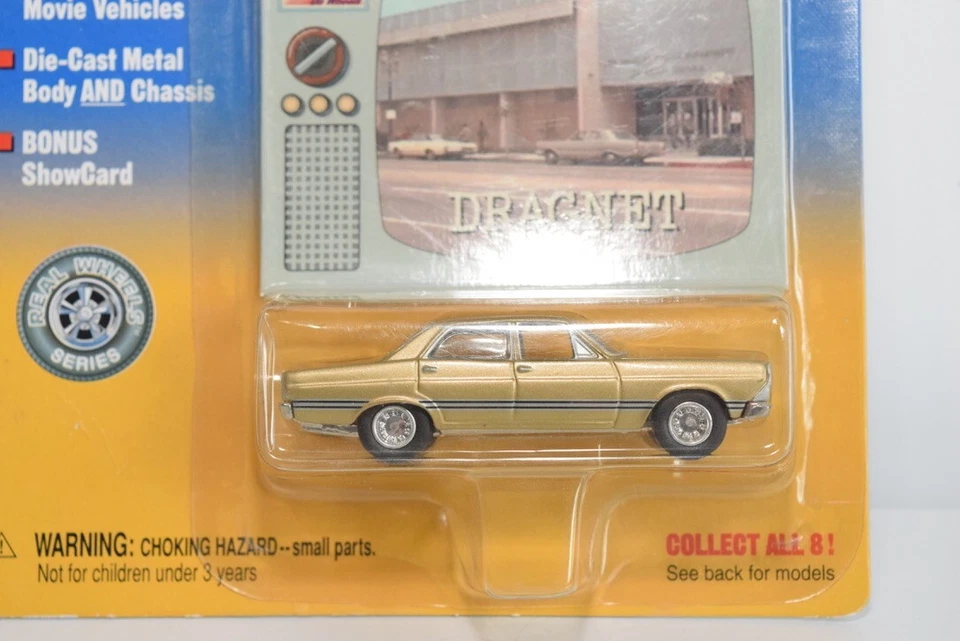 Movie Vehicles
Die-Cast Metal
Body AND Chassis
BONUS
ShowCard
DRAGNET
REAL WHEELS
SERIES
WARNING: CHOKING HAZARD--small parts.
Not for children under 3 years
COLLECT ALL 8!
See back for models